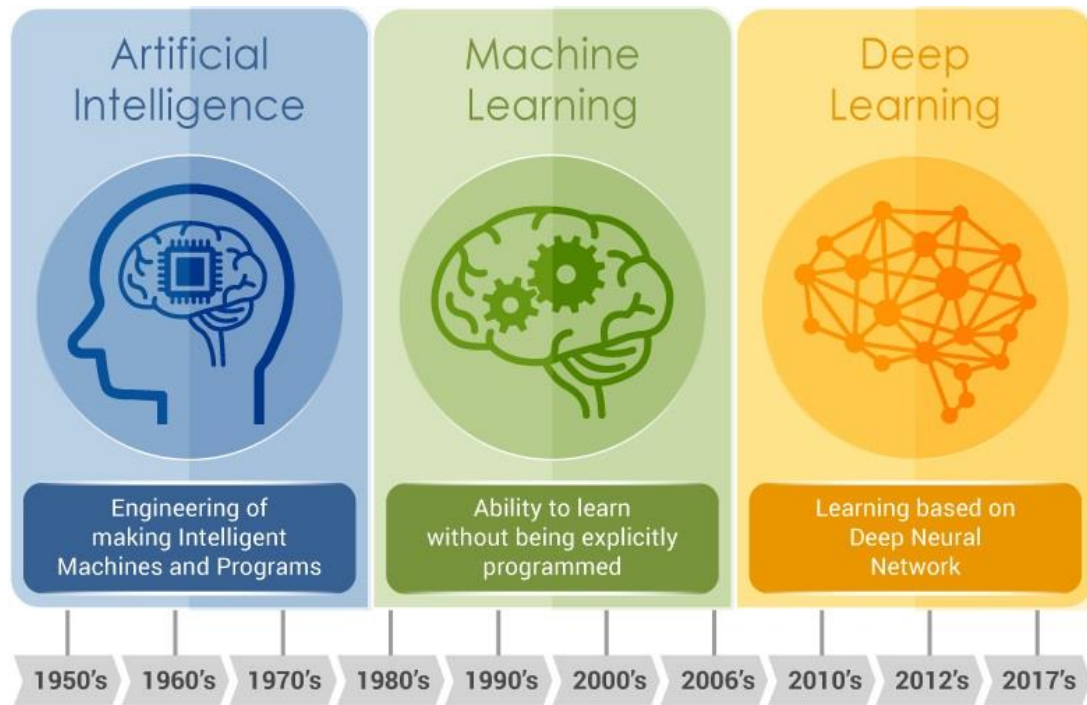 Artificial
Intelligence
Machine
Learning
Deep
Learning
Engineering of
making Intelligent
Machines and Programs
Ability to learn
without being explicitly
programmed
Learning based on
Deep Neural
Network
1950's
1960's
1970's
1980's
1990's
2000's
2006's
2010's
2012's
2017's